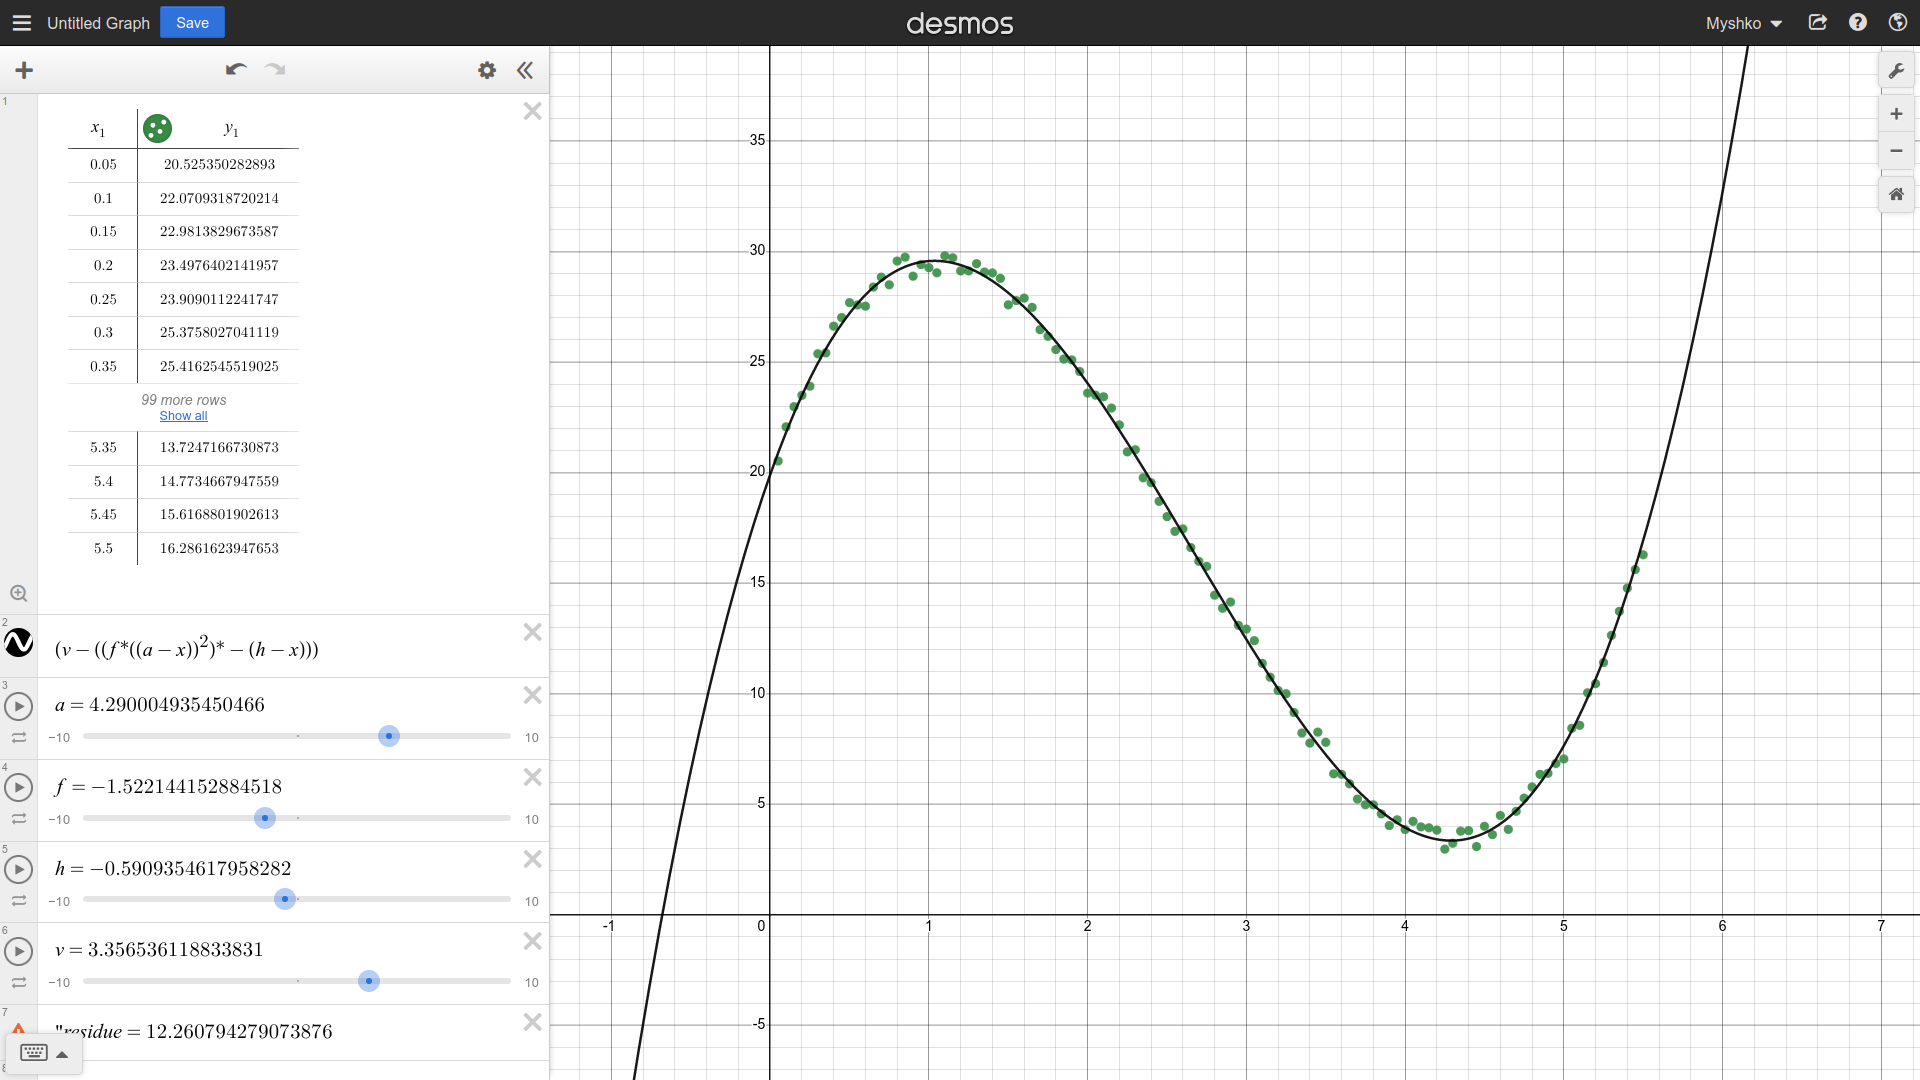 Untitled Graph Save desmos Myshko
1
x1 y1
0.05 20.525350282893
0.1 22.0709318720214
0.15 22.9813829673587
0.2 23.4976402141957
0.25 23.9090112241747
0.3 25.3758027041119
0.35 25.4162545519025
99 more rows
Show all
5.35 13.7247166730873
5.4 14.7734667947559
5.45 15.6168801902613
5.5 16.2861623947653
2
(v − ((f*((a − x))²)* − (h − x)))
3
a = 4.290004935450466
−10 10
4
f = −1.522144152884518
−10 10
5
h = −0.5909354617958282
−10 10
6
v = 3.356536118833831
−10 10
7
"residue = 12.260794279073876
8
35
30
25
20
15
10
5
-1 0 1 2 3 4 5 6 7
-5